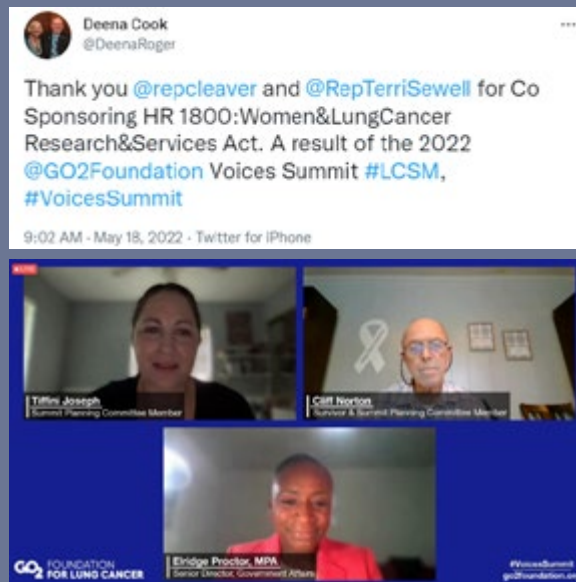 Deena Cook
@DeenaRoger
Thank you @repcleaver and @RepTerriSewell for Co
Sponsoring HR 1800:Women&LungCancer
Research&Services Act. A result of the 2022
@GO2Foundation Voices Summit #LCSM,
#VoicesSummit
9:02 AM - May 18, 2022 - Twitter for iPhone
LIVE
Tiffini Joseph
Summit Planning Committee Member
Cliff Norton
Survivor & Summit Planning Committee Member
Elridge Proctor, MPA
Senior Director, Government Affairs
GO2 FOUNDATION
FOR LUNG CANCER
#VoicesSummit
go2foundation.o